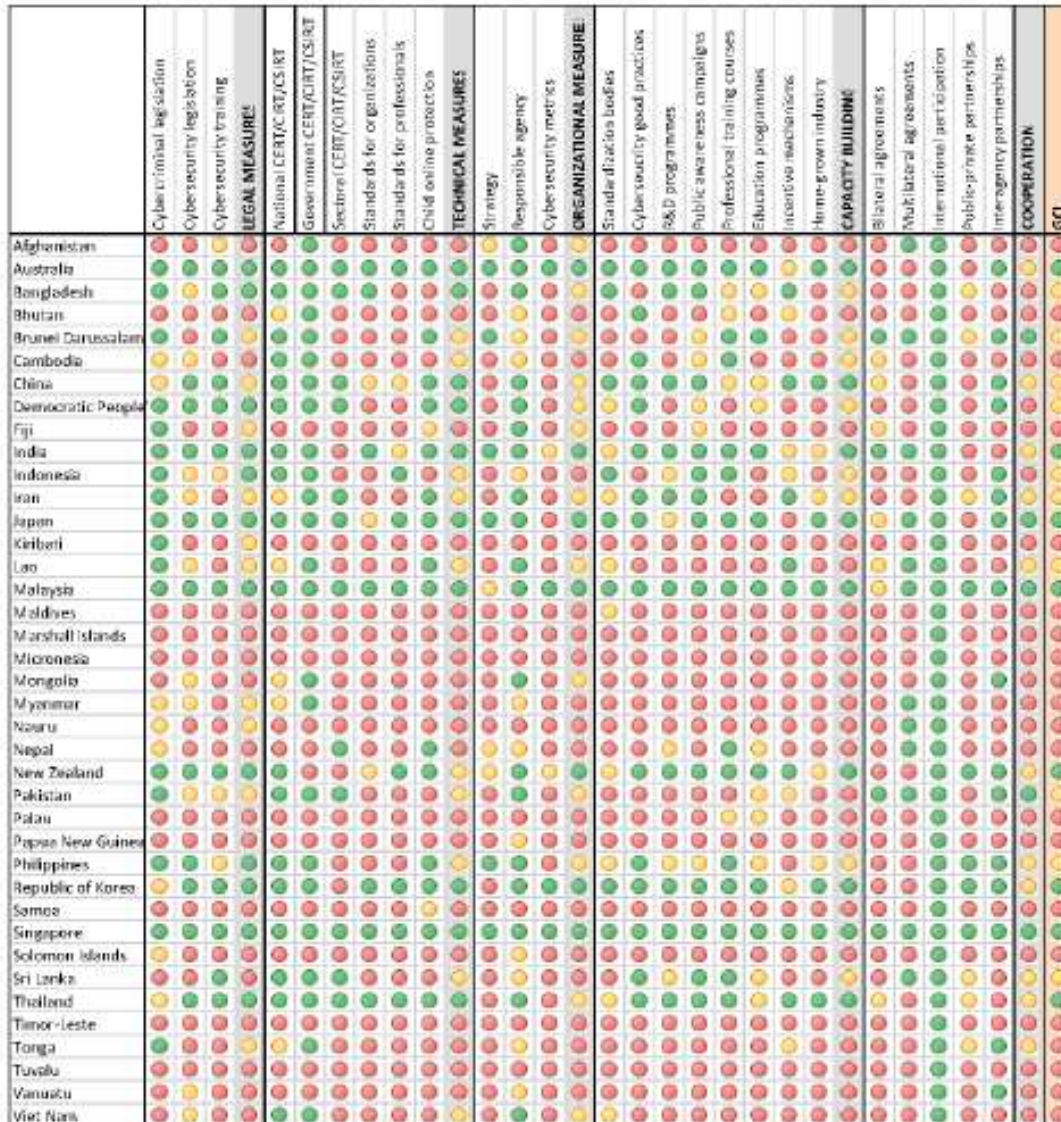 Cybercriminal legislation
Cybersecurity legislation
Cybersecurity training
LEGAL MEASURES
National CERT/CIRT/CSIRT
Government CERT/CIRT/CSIRT
Sectoral CERT/CIRT/CSIRT
Standards for organizations
Standards for professionals
Child online protection
TECHNICAL MEASURES
Strategy
Responsible agency
Cybersecurity metrics
ORGANIZATIONAL MEASURES
Standardization bodies
Cybersecurity good practices
R&D programmes
Public awareness campaigns
Professional training courses
Education programmes
Incentive mechanisms
Home-grown industry
CAPACITY BUILDING
Bilateral agreements
Multilateral agreements
International participation
Public-private partnerships
Interagency partnerships
COOPERATION
GCI
Afghanistan
Australia
Bangladesh
Bhutan
Brunei Darussalam
Cambodia
China
Democratic People
Fiji
India
Indonesia
Iran
Japan
Kiribati
Lao
Malaysia
Maldives
Marshall Islands
Micronesia
Mongolia
Myanmar
Nauru
Nepal
New Zealand
Pakistan
Palau
Papua New Guinea
Philippines
Republic of Korea
Samoa
Singapore
Solomon Islands
Sri Lanka
Thailand
Timor-Leste
Tonga
Tuvalu
Vanuatu
Viet Nam